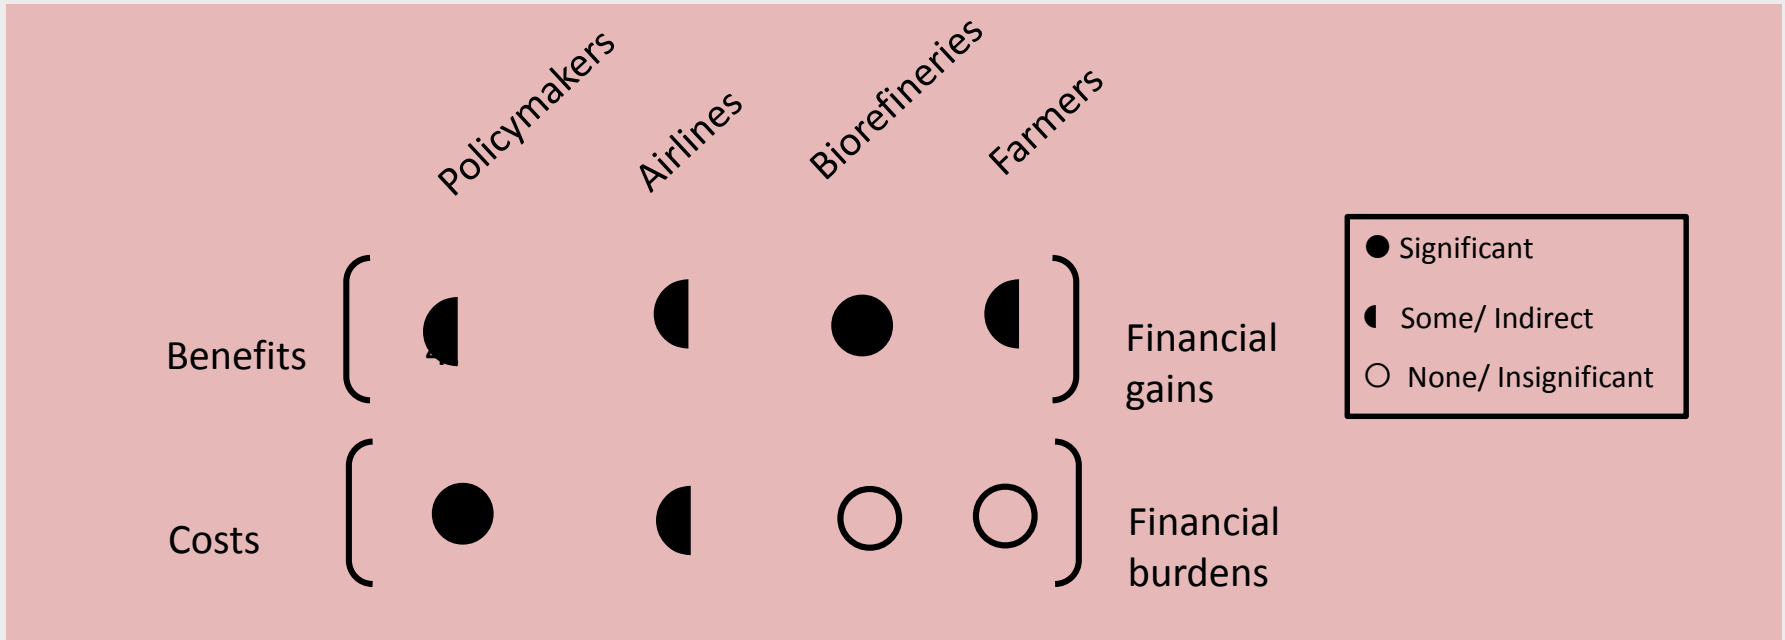 Policymakers
Airlines
Biorefineries
Farmers
Benefits
Financial
gains
Costs
Financial
burdens
Significant
Some/ Indirect
None/ Insignificant